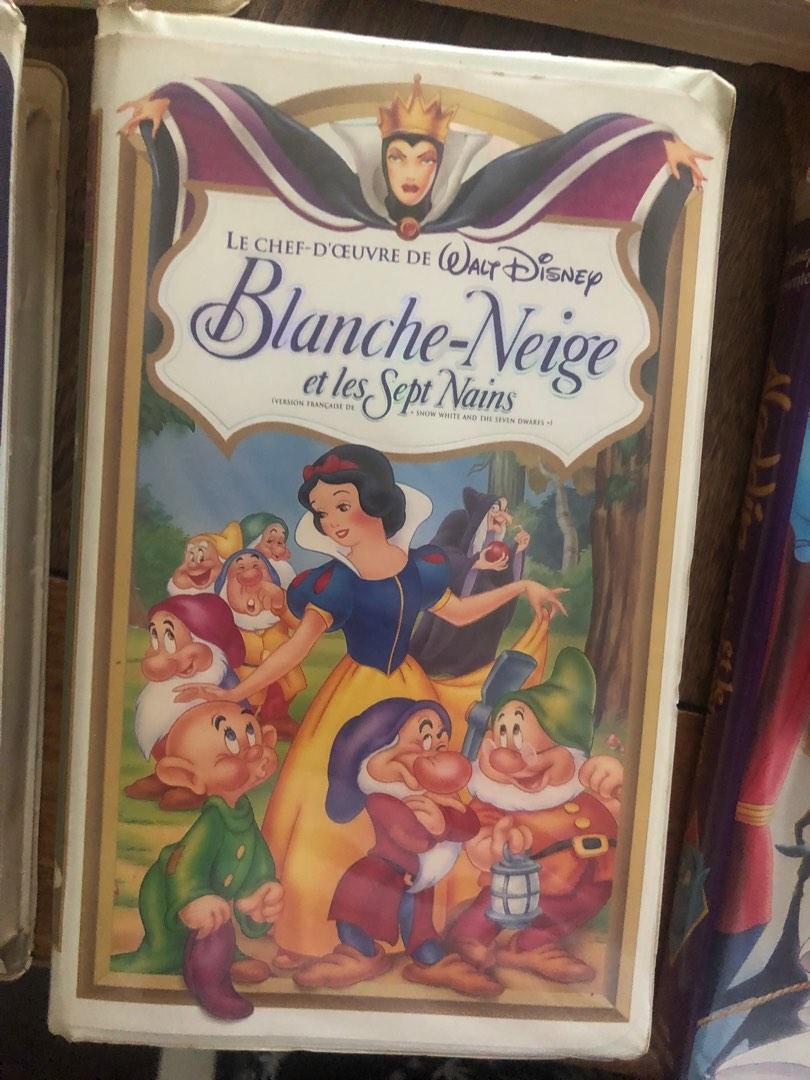 LE CHEF-D'ŒUVRE DE WALT DISNEY
Blanche-Neige
et les Sept Nains
(VERSION FRANÇAISE DE « SNOW WHITE AND THE SEVEN DWARFS »)